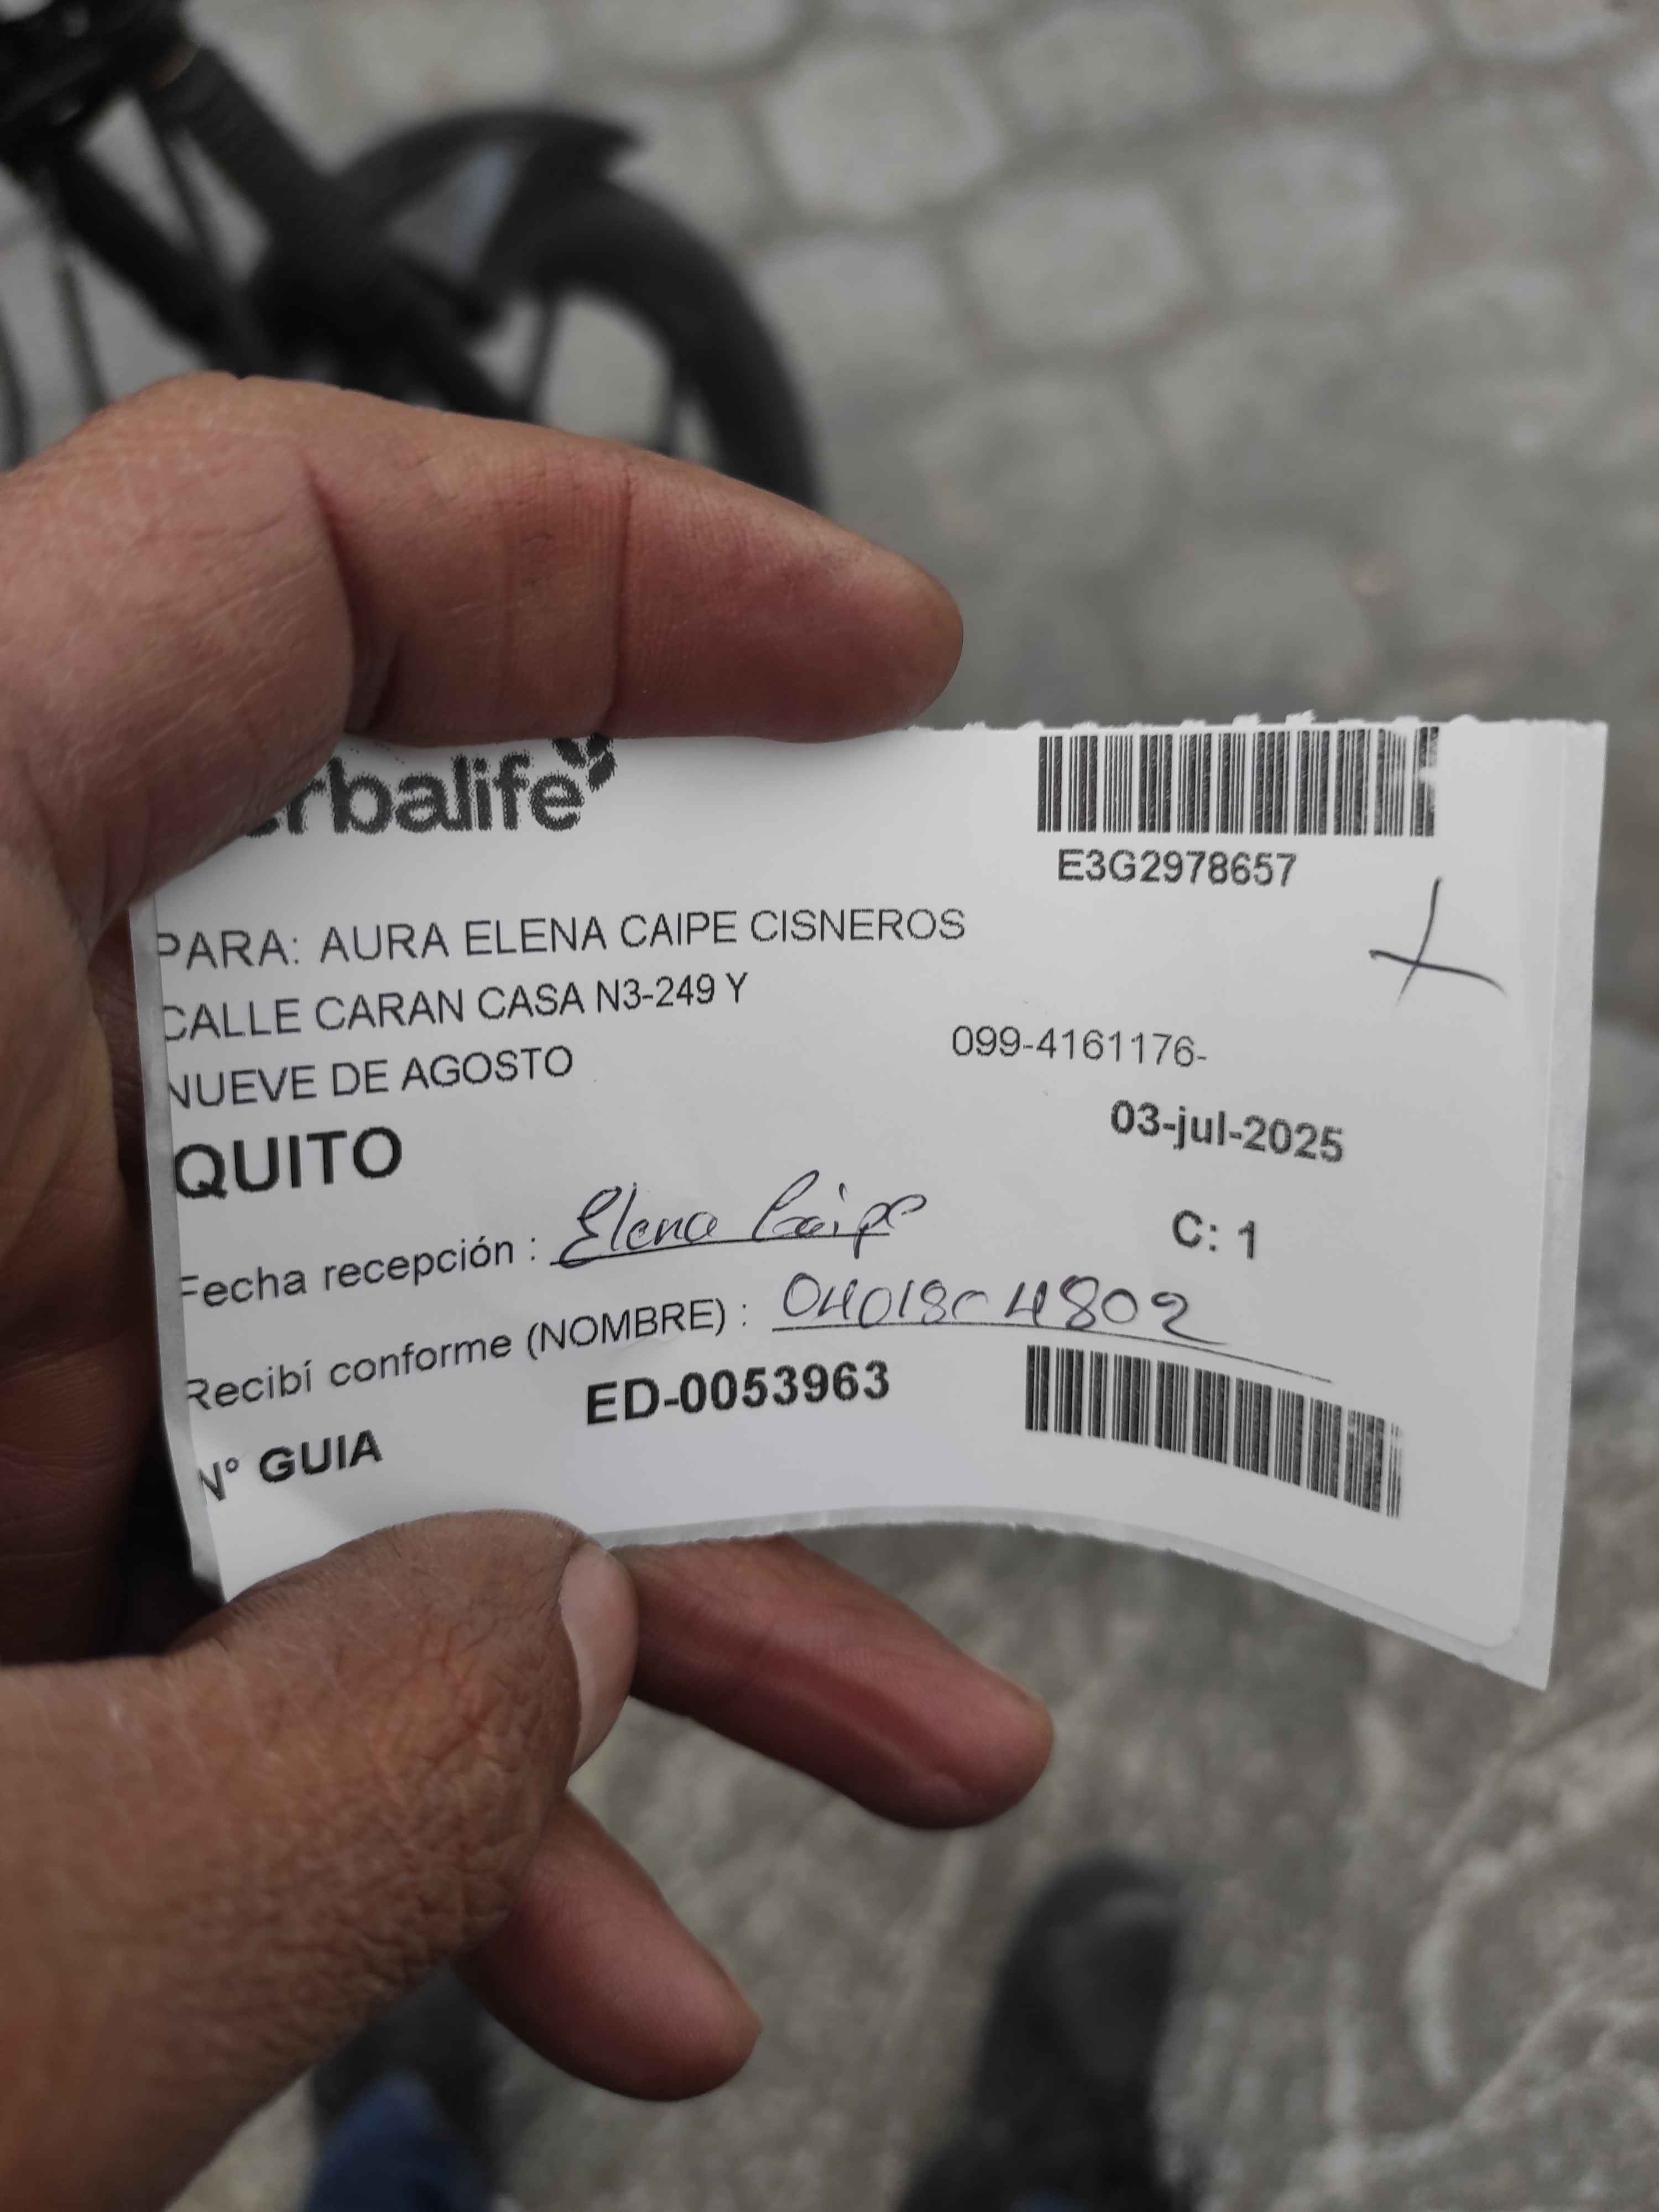 erbalife
E3G2978657
PARA: AURA ELENA CAIPE CISNEROS
CALLE CARAN CASA N3-249 Y
NUEVE DE AGOSTO
099-4161176-
QUITO
03-jul-2025
Fecha recepción : Elena Caipe
C: 1
Recibí conforme (NOMBRE) : 0401804802
ED-0053963
N° GUIA